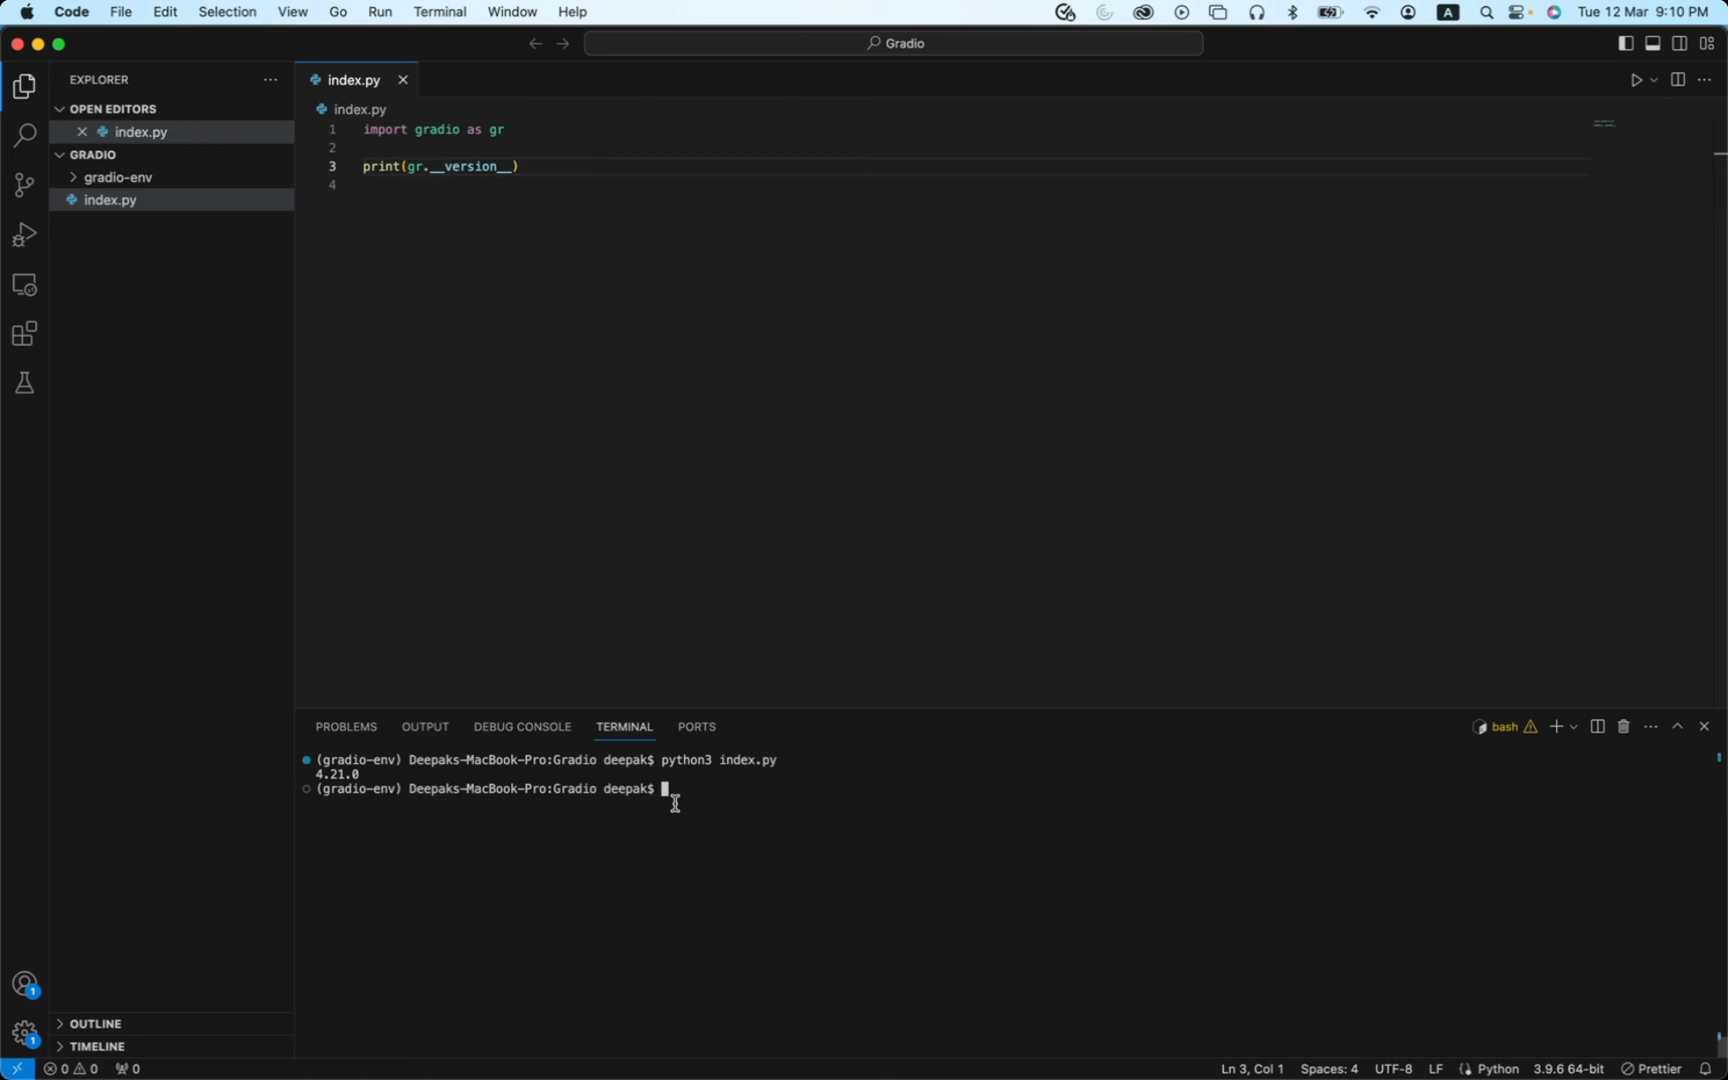 Code File Edit Selection View Go Run Terminal Window Help A Tue 12 Mar 9:10 PM
Gradio
EXPLORER
OPEN EDITORS
index.py
GRADIO
gradio-env
index.py
index.py
index.py
1 import gradio as gr
2
3 print(gr.__version__)
4
PROBLEMS OUTPUT DEBUG CONSOLE TERMINAL PORTS bash
(gradio-env) Deepaks-MacBook-Pro:Gradio deepak$ python3 index.py
4.21.0
(gradio-env) Deepaks-MacBook-Pro:Gradio deepak$
1
1
OUTLINE
TIMELINE
0 0 0 Ln 3, Col 1 Spaces: 4 UTF-8 LF Python 3.9.6 64-bit Prettier